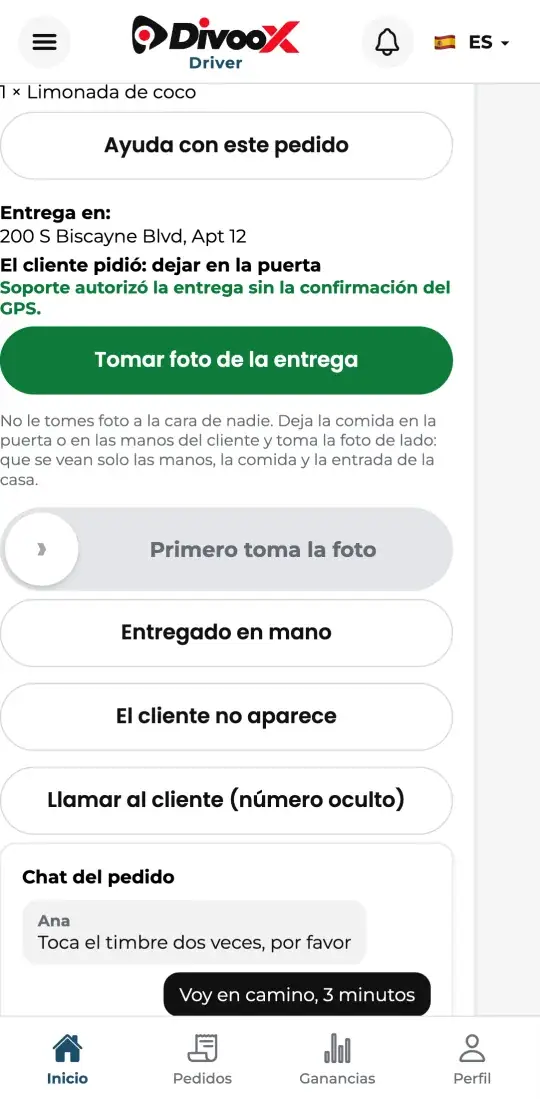 DivooX
Driver
ES
1 × Limonada de coco
Ayuda con este pedido
Entrega en:
200 S Biscayne Blvd, Apt 12
El cliente pidió: dejar en la puerta
Soporte autorizó la entrega sin la confirmación del
GPS.
Tomar foto de la entrega
No le tomes foto a la cara de nadie. Deja la comida en la
puerta o en las manos del cliente y toma la foto de lado:
que se vean solo las manos, la comida y la entrada de la
casa.
Primero toma la foto
Entregado en mano
El cliente no aparece
Llamar al cliente (número oculto)
Chat del pedido
Ana
Toca el timbre dos veces, por favor
Voy en camino, 3 minutos
Inicio
Pedidos
Ganancias
Perfil